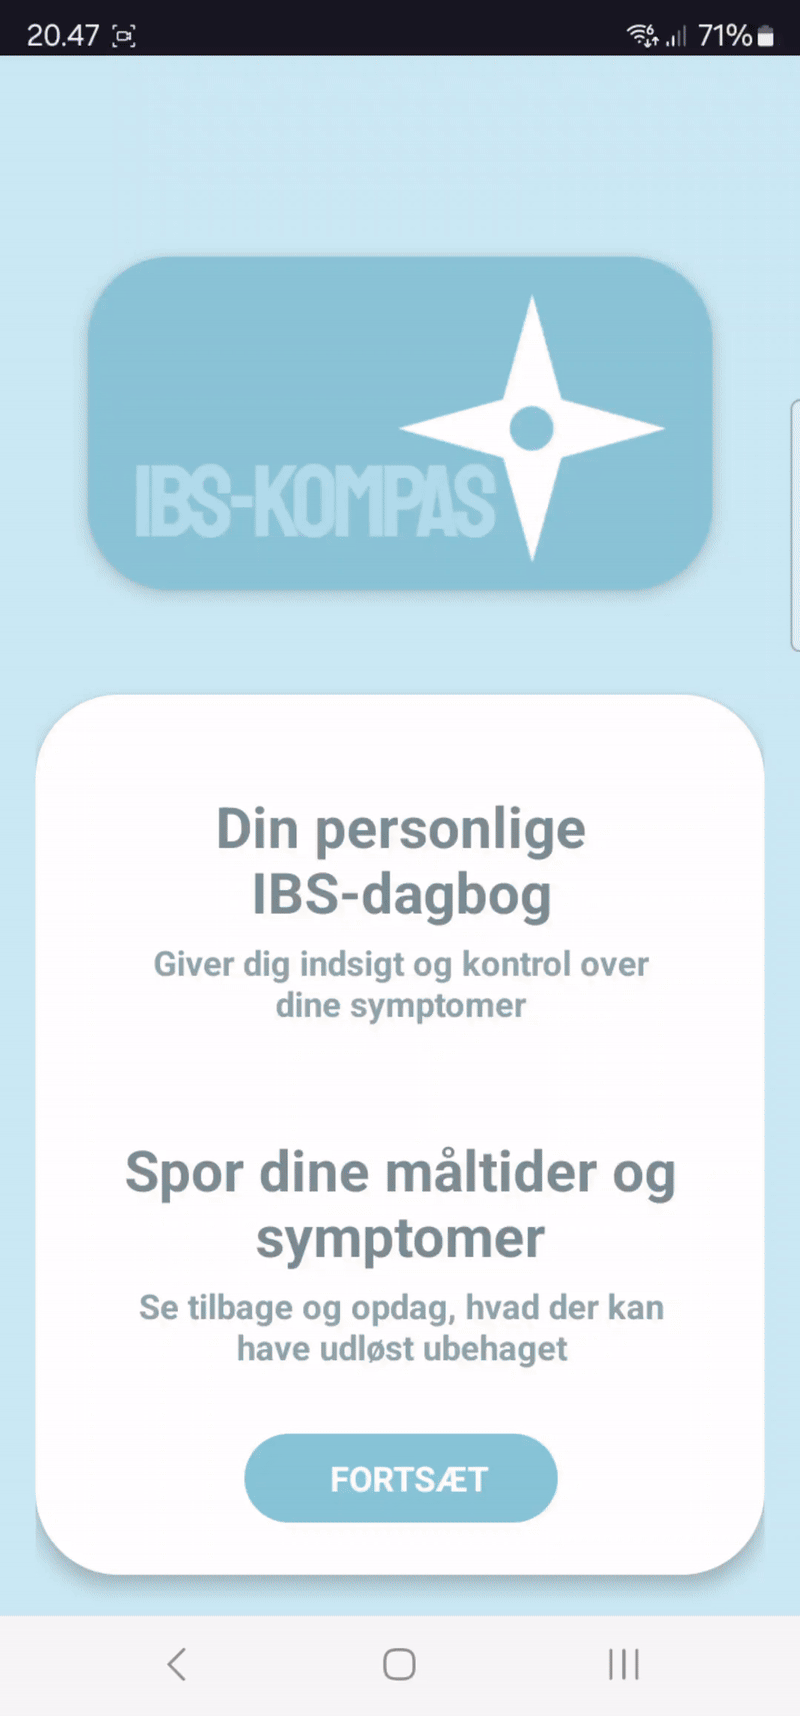 20.47
71%
IBS-KOMPAS
Din personlige
IBS-dagbog
Giver dig indsigt og kontrol over
dine symptomer
Spor dine måltider og
symptomer
Se tilbage og opdag, hvad der kan
have udløst ubehaget
FORTSÆT